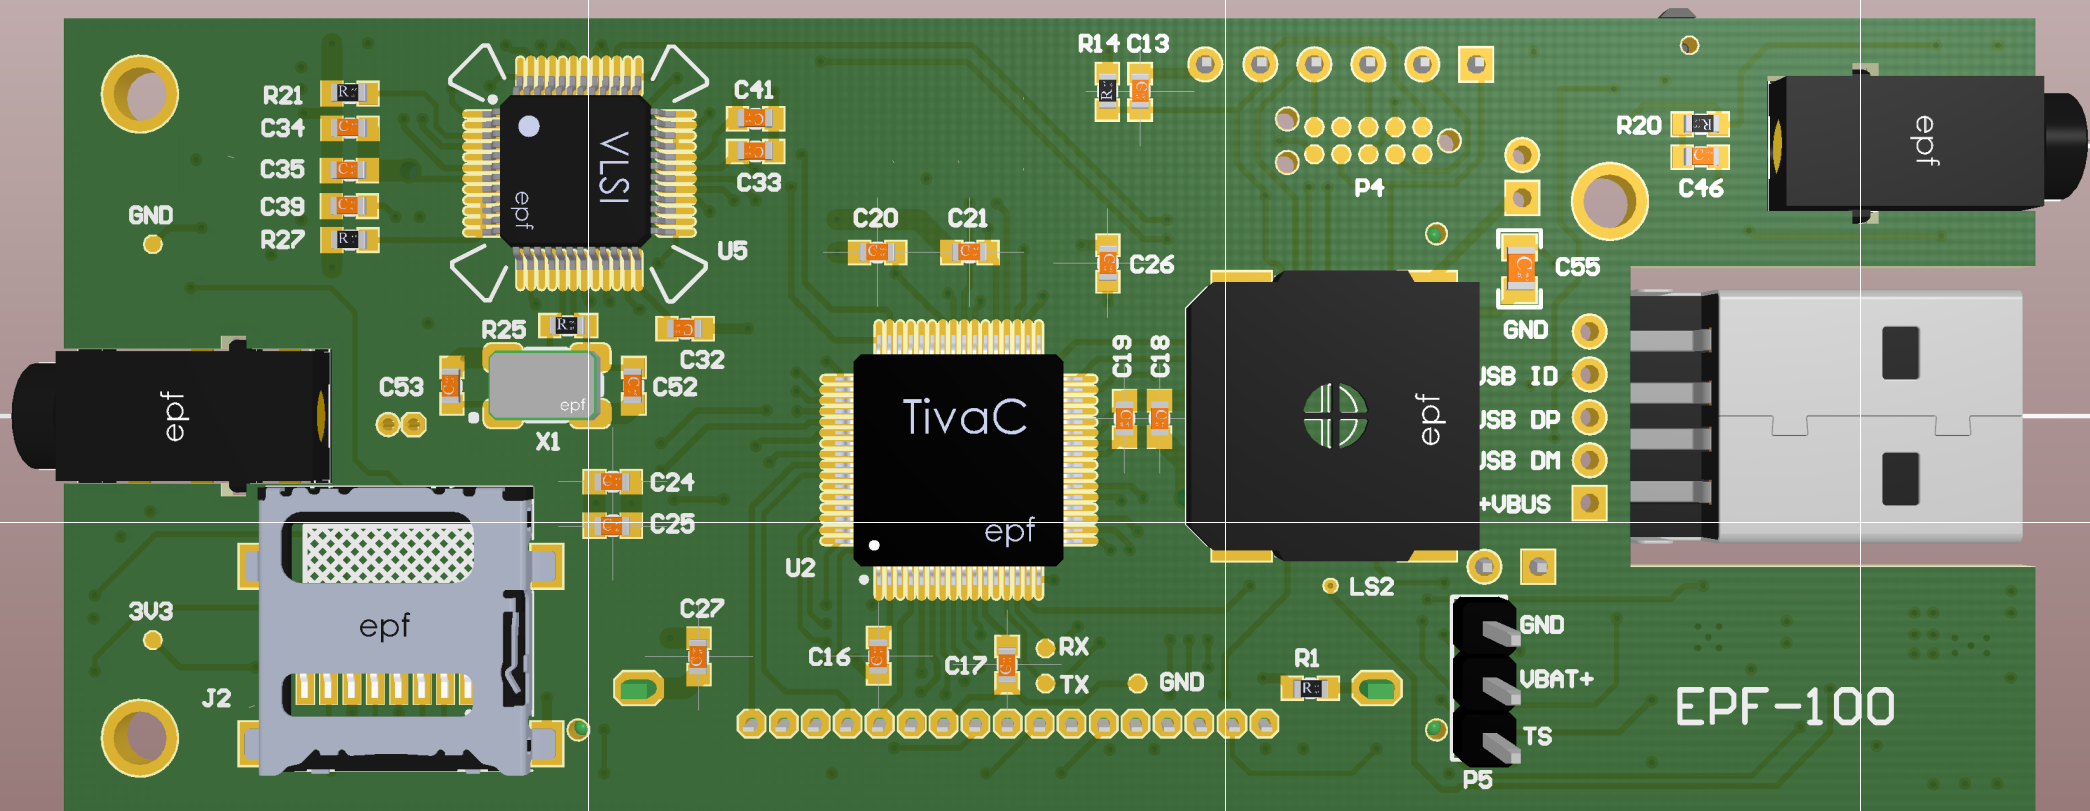 R14 C13
R21
C34
C35
C39
R27
GND
VLSI
epf
U5
C41
C33
C20
C21
C26
P4
R20
C46
epf
C55
GND
USB ID
USB DP
USB DM
+VBUS
R25
C32
C53
C52
epf
X1
epf
C24
C25
TivaC
epf
U2
C19
C18
epf
LS2
3V3
epf
J2
C27
C16
C17
RX
TX
GND
R1
GND
VBAT+
TS
P5
EPF-100